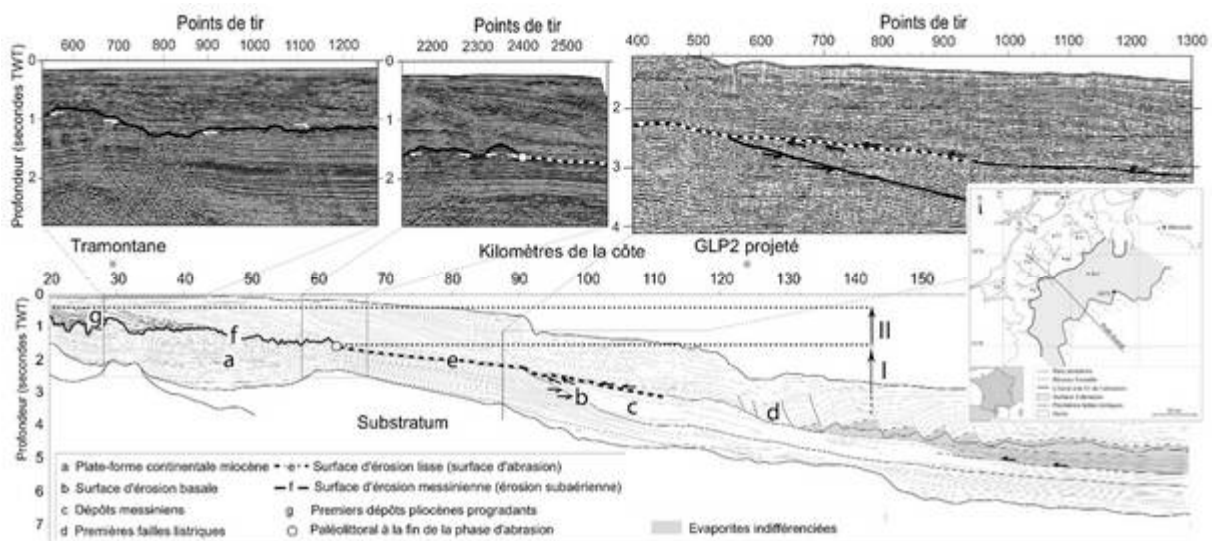 Points de tir
Points de tir
Points de tir
600 700 800 900 1000 1100 1200
2200 2300 2400 2500
400 600 700 800 900 1000 1100 1200 1300
Profondeur (secondes TWT)
0
1
2
0
1
2
2
3
4
Tramontane
Kilomètres de la côte
GLP2 projeté
20 30 40 50 60 70 80 90 100 110 120 130 140 150
Profondeur (secondes TWT)
0
1
2
3
4
5
6
7
g
f
a
e
b
c
d
II
I
Substratum
a Plate-forme continentale miocène
b Surface d'érosion basale
c Dépôts messiniens
d Premières failles listriques
e Surface d'érosion lisse (surface d'abrasion)
f Surface d'érosion messinienne (érosion subaérienne)
g Premiers dépôts pliocènes progradants
Paléolittoral à la fin de la phase d'abrasion
Evaporites indifférenciées